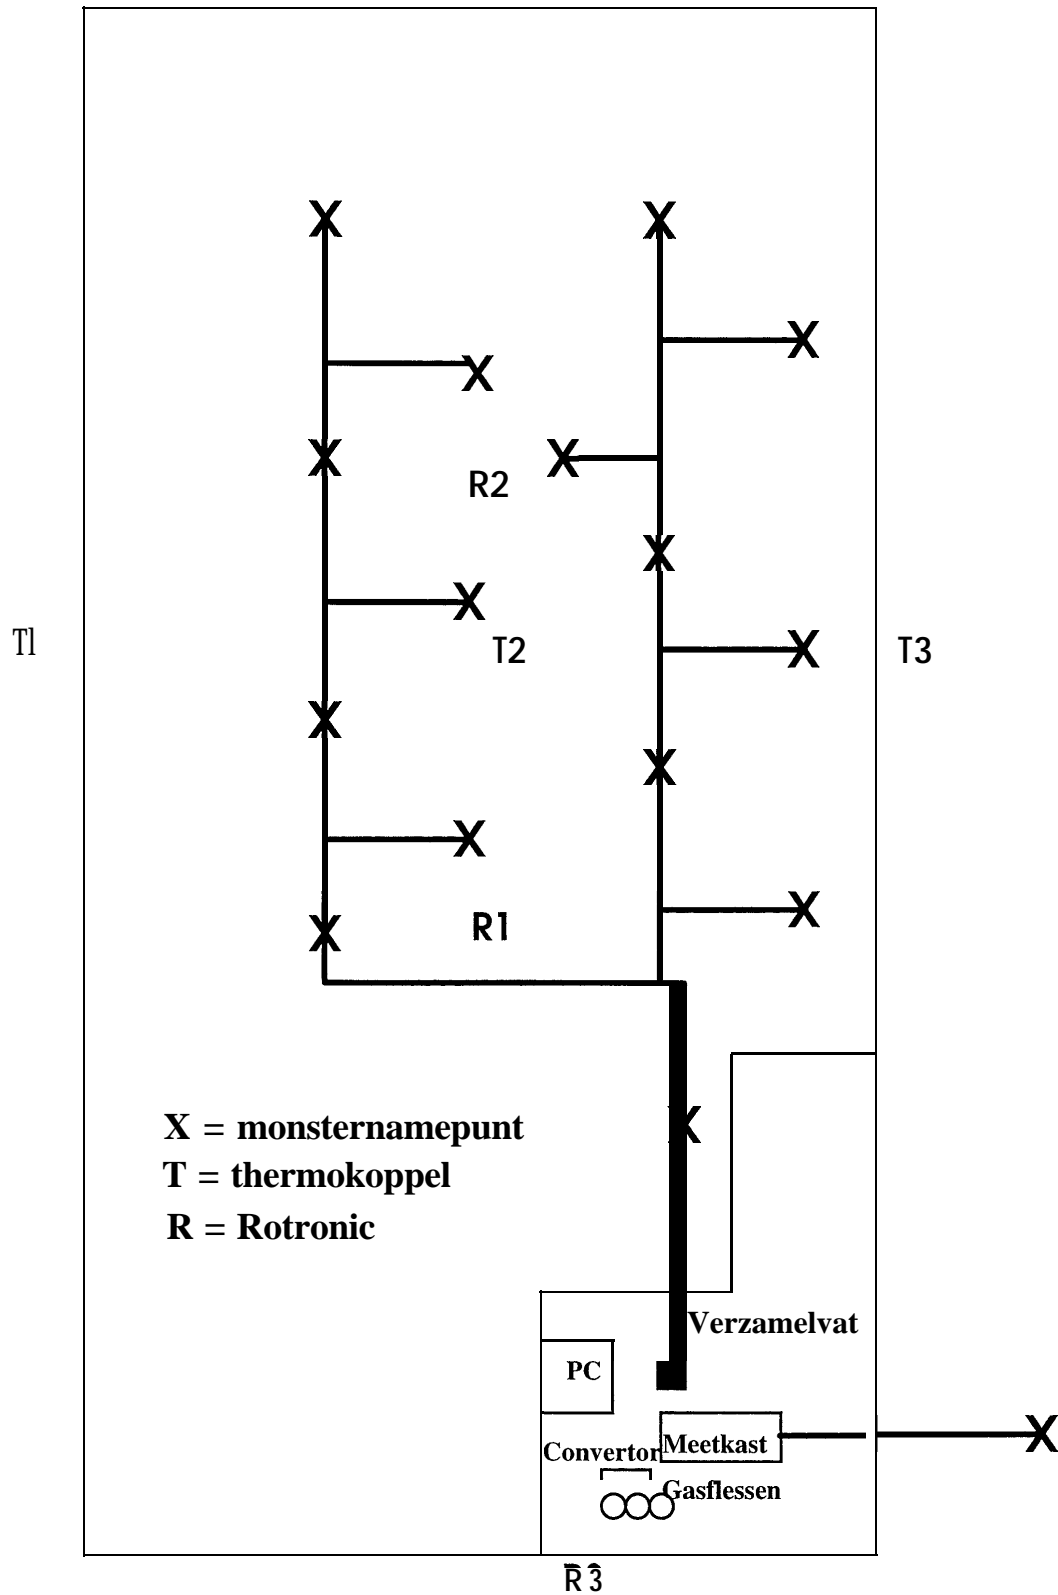 X
X
X
X
X
X
R2
X
X
T1
T2
X
T3
X
X
X
R1
X
X
X
X = monsternamepunt
T = thermokoppel
R = Rotronic
Verzamelvat
PC
Meetkast
X
Convertor
Gasflessen
R3